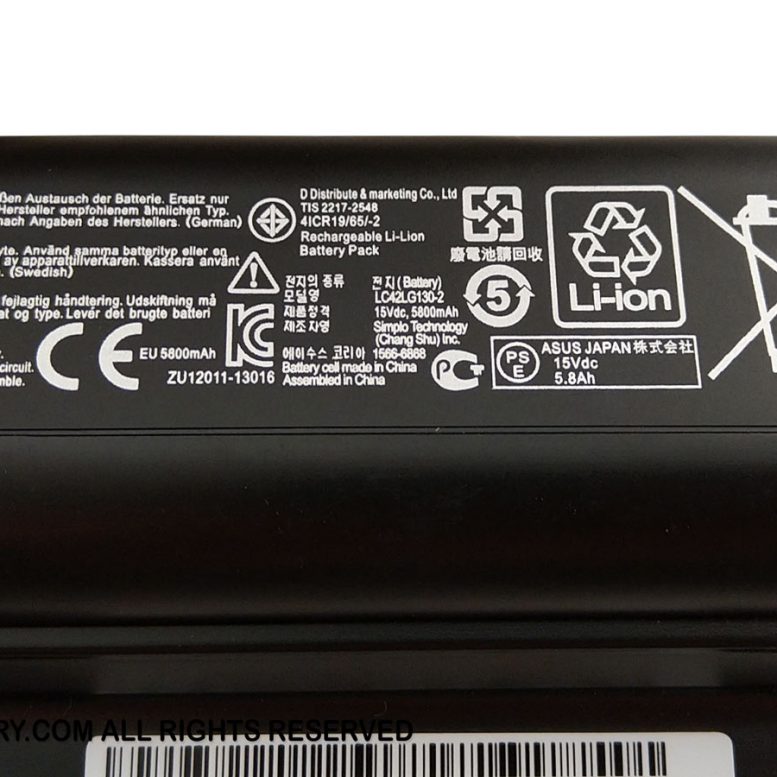 ßen Austausch der Batterie. Ersatz nur
Hersteller empfohlenem ähnlichen Typ.
nach Angaben des Herstellers. (German)
yte. Använd samma batterityp eller en
av apparattillverkaren. Kassera använt
. (Swedish)
fejlagtig håndtering. Udskiftning må
at og type. Levér det brugte batteri
circuit.
mble.
CE
EU 5800mAh
ZU12011-13016
D Distribute & marketing Co., Ltd
TIS 2217-2548
4ICR19/65/-2
Rechargeable Li-Lion
Battery Pack
전지의 종류 전지 (Battery)
모델명 LC42LG130-2
제품정격 15Vdc, 5800mAh
제조 자명 Simplo Technology
(Chang Shu) Inc.
에이수스 코리아 1566-6868
Battery cell made in China
Assembled in China
廢電池請回收
5
Li-ion
PS
E
ASUS JAPAN株式会社
15Vdc
5.8Ah
RY.COM ALL RIGHTS RESERVED